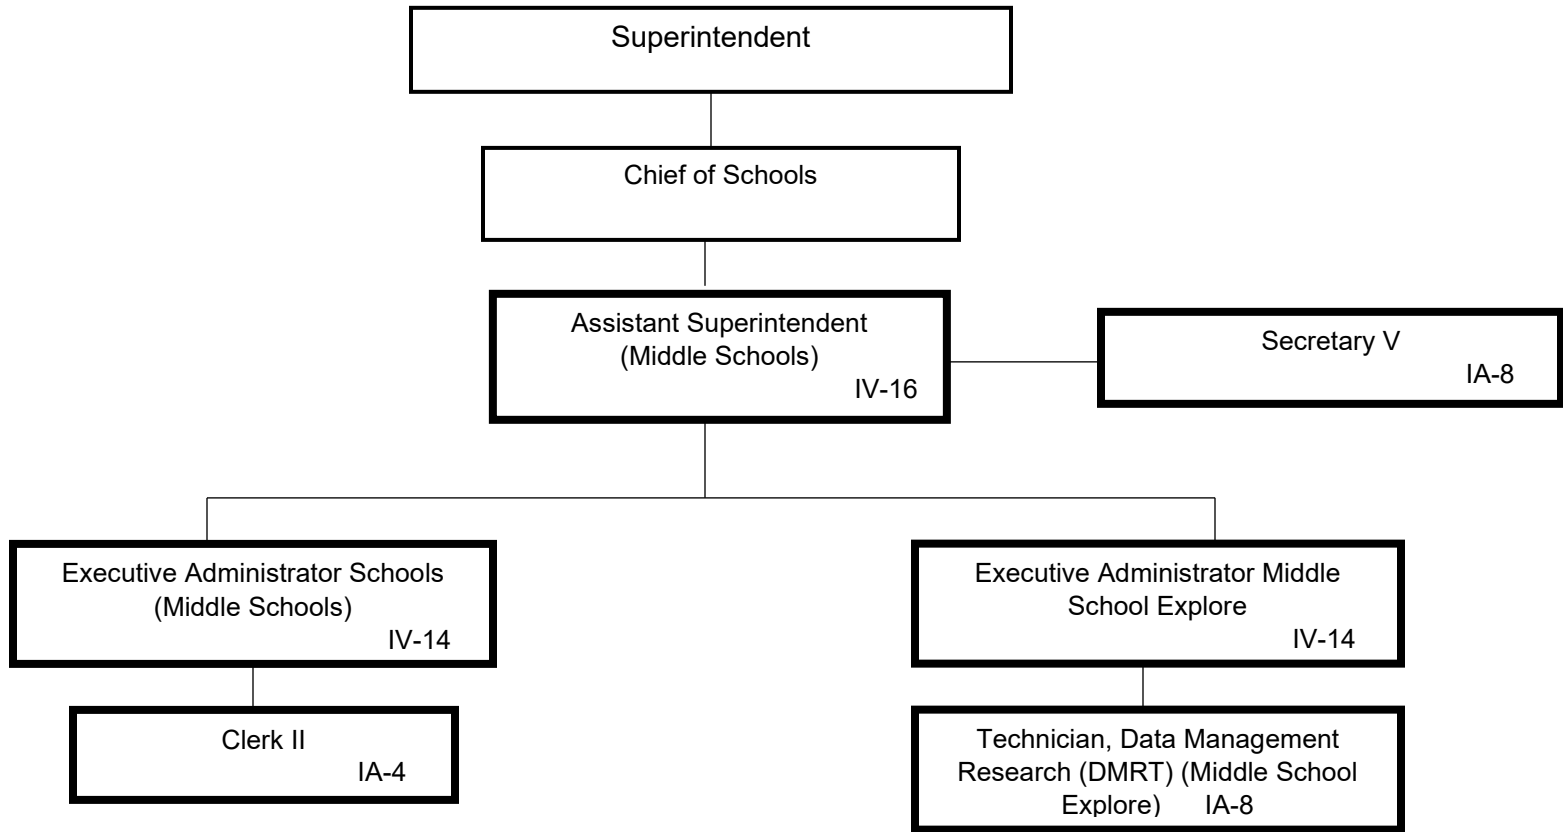 Superintendent
Chief of Schools
Assistant Superintendent
(Middle Schools)
IV-16
Secretary V
IA-8
Executive Administrator Schools
(Middle Schools)
IV-14
Executive Administrator Middle
School Explore
IV-14
Clerk II
IA-4
Technician, Data Management
Research (DMRT) (Middle School
Explore) IA-8